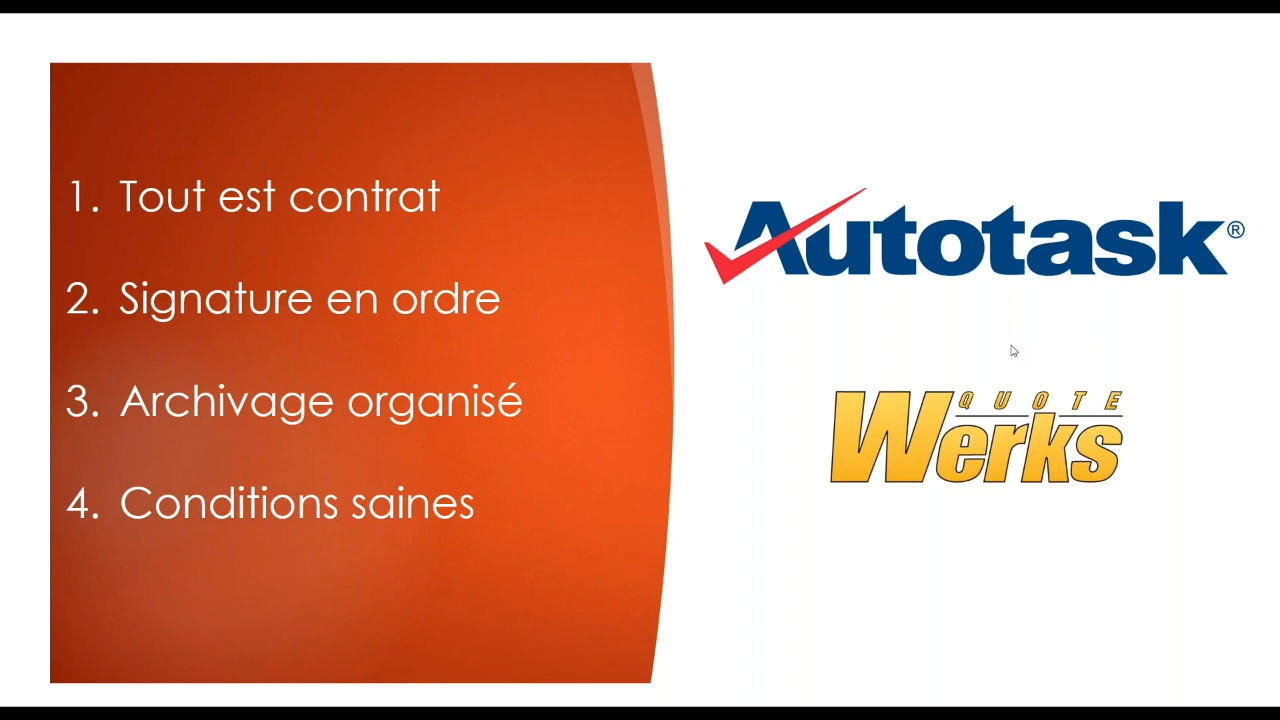 1. Tout est contrat
2. Signature en ordre
3. Archivage organisé
4. Conditions saines
Autotask®
QUOTE
Werks